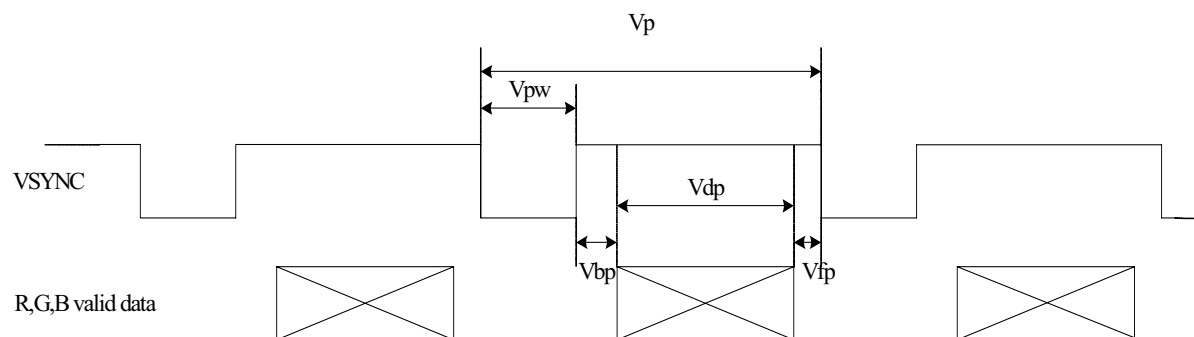 Vp
Vpw
VSYNC
Vdp
Vbp
Vfp
R,G,B valid data